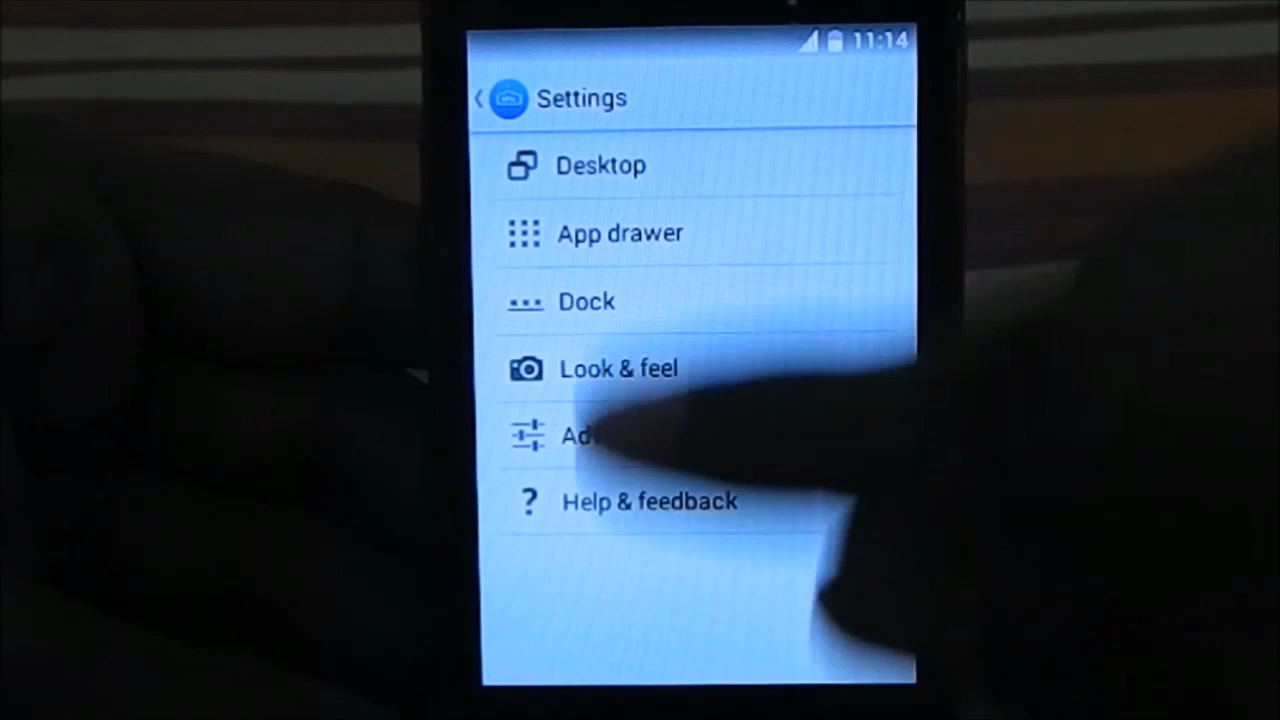 11:14
Settings
Desktop
App drawer
Dock
Look & feel
Help & feedback